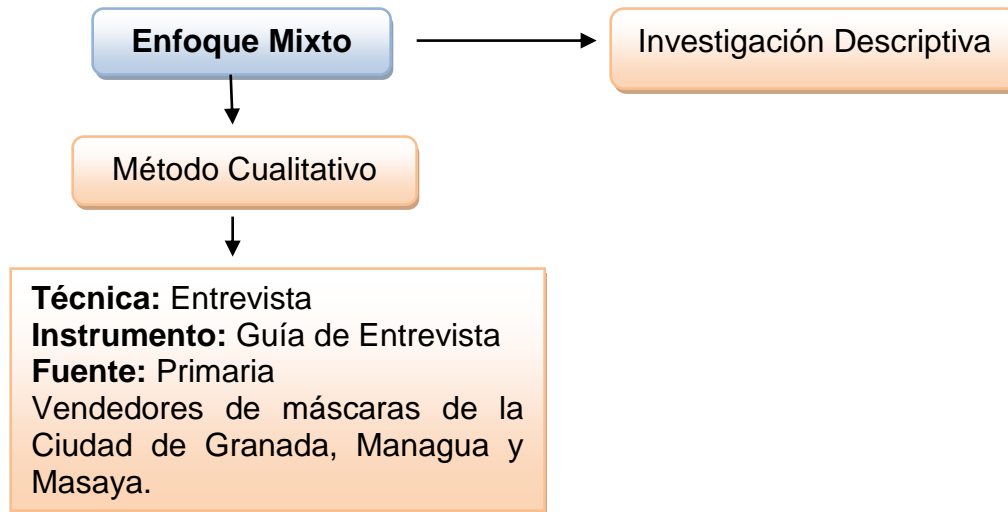 Enfoque Mixto
Investigación Descriptiva
Método Cualitativo
Técnica: Entrevista
Instrumento: Guía de Entrevista
Fuente: Primaria
Vendedores de máscaras de la
Ciudad de Granada, Managua y
Masaya.